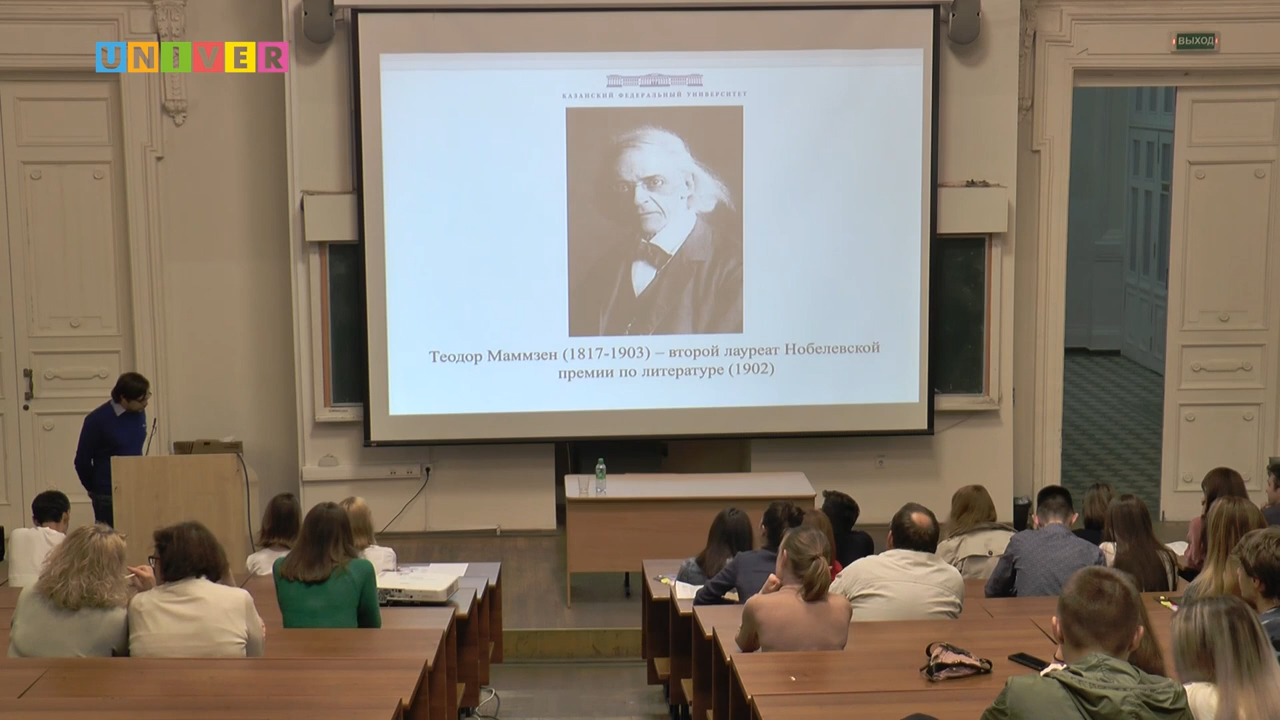 UNIVER
ВЫХОД
КАЗАНСКИЙ ФЕДЕРАЛЬНЫЙ УНИВЕРСИТЕТ
Теодор Маммзен (1817-1903) – второй лауреат Нобелевской
премии по литературе (1902)